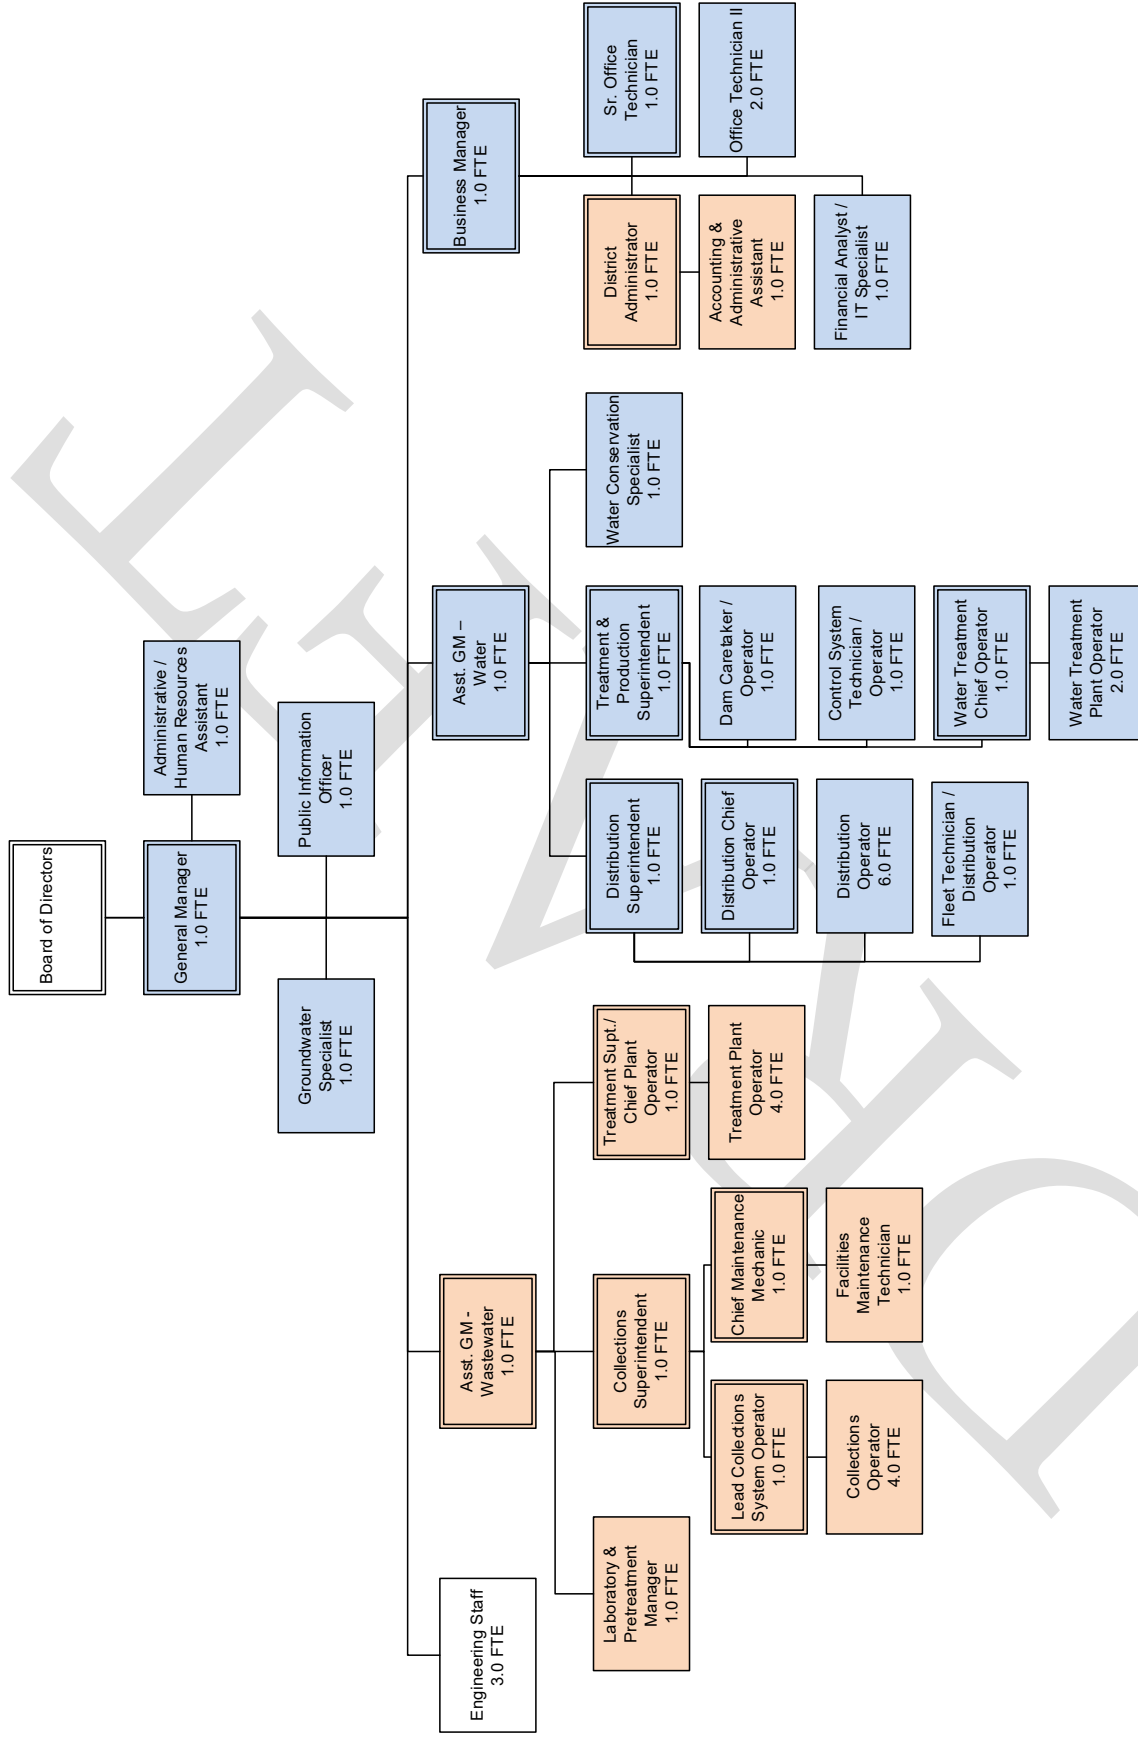 Board of Directors
General Manager
1.0 FTE
Administrative /
Human Resources
Assistant
1.0 FTE
Groundwater
Specialist
1.0 FTE
Public Information
Officer
1.0 FTE
Engineering Staff
3.0 FTE
Asst. GM -
Wastewater
1.0 FTE
Asst. GM –
Water
1.0 FTE
Business Manager
1.0 FTE
Laboratory &
Pretreatment
Manager
1.0 FTE
Collections
Superintendent
1.0 FTE
Treatment Supt./
Chief Plant
Operator
1.0 FTE
Lead Collections
System Operator
1.0 FTE
Chief Maintenance
Mechanic
1.0 FTE
Treatment Plant
Operator
4.0 FTE
Collections
Operator
4.0 FTE
Facilities
Maintenance
Technician
1.0 FTE
Distribution
Superintendent
1.0 FTE
Distribution Chief
Operator
1.0 FTE
Distribution
Operator
6.0 FTE
Fleet Technician /
Distribution
Operator
1.0 FTE
Treatment &
Production
Superintendent
1.0 FTE
Dam Caretaker /
Operator
1.0 FTE
Control System
Technician /
Operator
1.0 FTE
Water Treatment
Chief Operator
1.0 FTE
Water Treatment
Plant Operator
2.0 FTE
Water Conservation
Specialist
1.0 FTE
District
Administrator
1.0 FTE
Accounting &
Administrative
Assistant
1.0 FTE
Financial Analyst /
IT Specialist
1.0 FTE
Sr. Office
Technician
1.0 FTE
Office Technician II
2.0 FTE
DRAFT